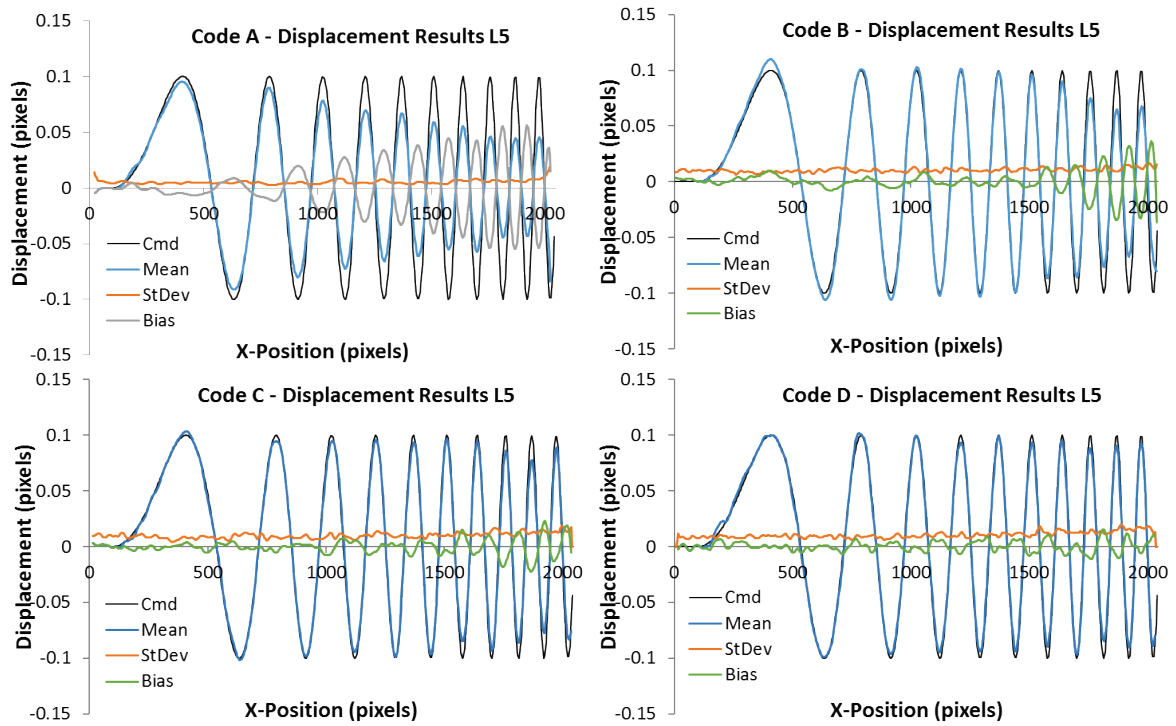 Code A - Displacement Results L5
Displacement (pixels)
0.15
0.1
0.05
0
-0.05
-0.1
-0.15
0 500 1000 1500 2000
Cmd
Mean
StDev
Bias
X-Position (pixels)
Code B - Displacement Results L5
Displacement (pixels)
0.15
0.1
0.05
0
-0.05
-0.1
-0.15
0 500 1000 1500 2000
Cmd
Mean
StDev
Bias
X-Position (pixels)
Code C - Displacement Results L5
Displacement (pixels)
0.15
0.1
0.05
0
-0.05
-0.1
-0.15
0 500 1000 1500 2000
Cmd
Mean
StDev
Bias
X-Position (pixels)
Code D - Displacement Results L5
Displacement (pixels)
0.15
0.1
0.05
0
-0.05
-0.1
-0.15
0 500 1000 1500 2000
Cmd
Mean
StDev
Bias
X-Position (pixels)